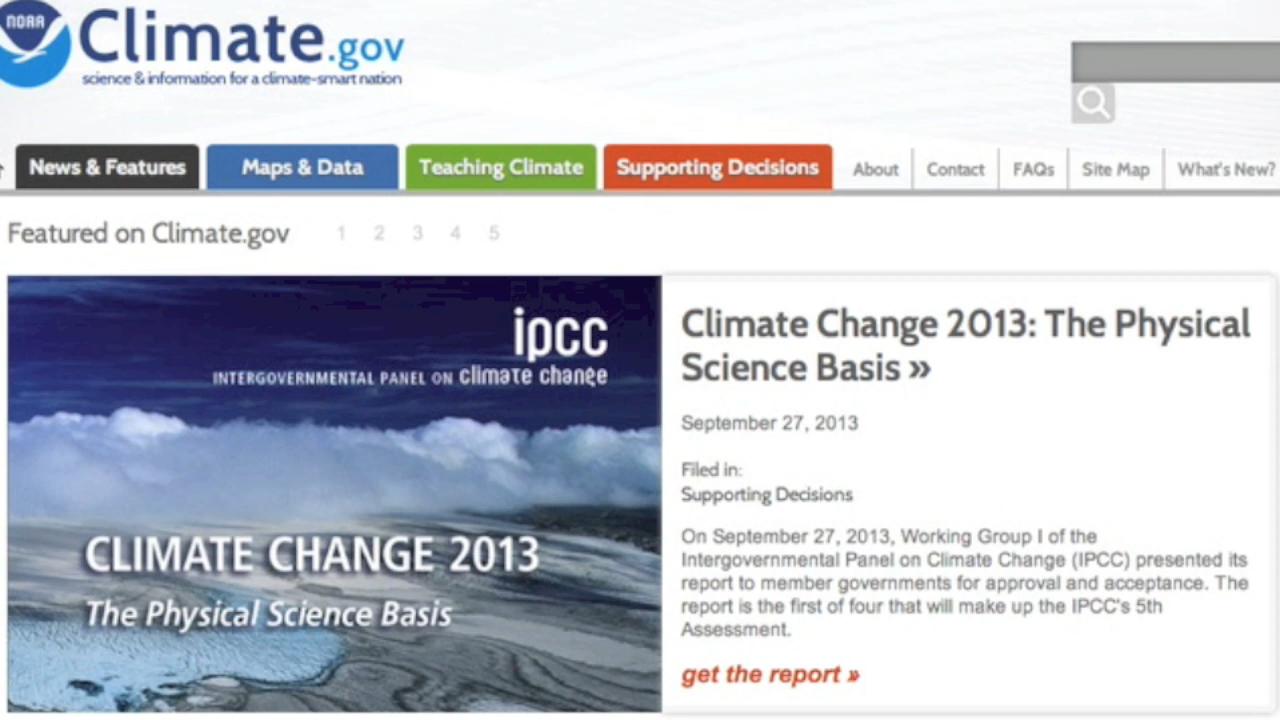 NOAA
Climate.gov
science & information for a climate-smart nation
News & Features
Maps & Data
Teaching Climate
Supporting Decisions
About
Contact
FAQs
Site Map
What's New?
Featured on Climate.gov
1 2 3 4 5
ipcc
INTERGOVERNMENTAL PANEL ON climate change
CLIMATE CHANGE 2013
The Physical Science Basis
Climate Change 2013: The Physical
Science Basis »
September 27, 2013
Filed in:
Supporting Decisions
On September 27, 2013, Working Group I of the
Intergovernmental Panel on Climate Change (IPCC) presented its
report to member governments for approval and acceptance. The
report is the first of four that will make up the IPCC's 5th
Assessment.
get the report »